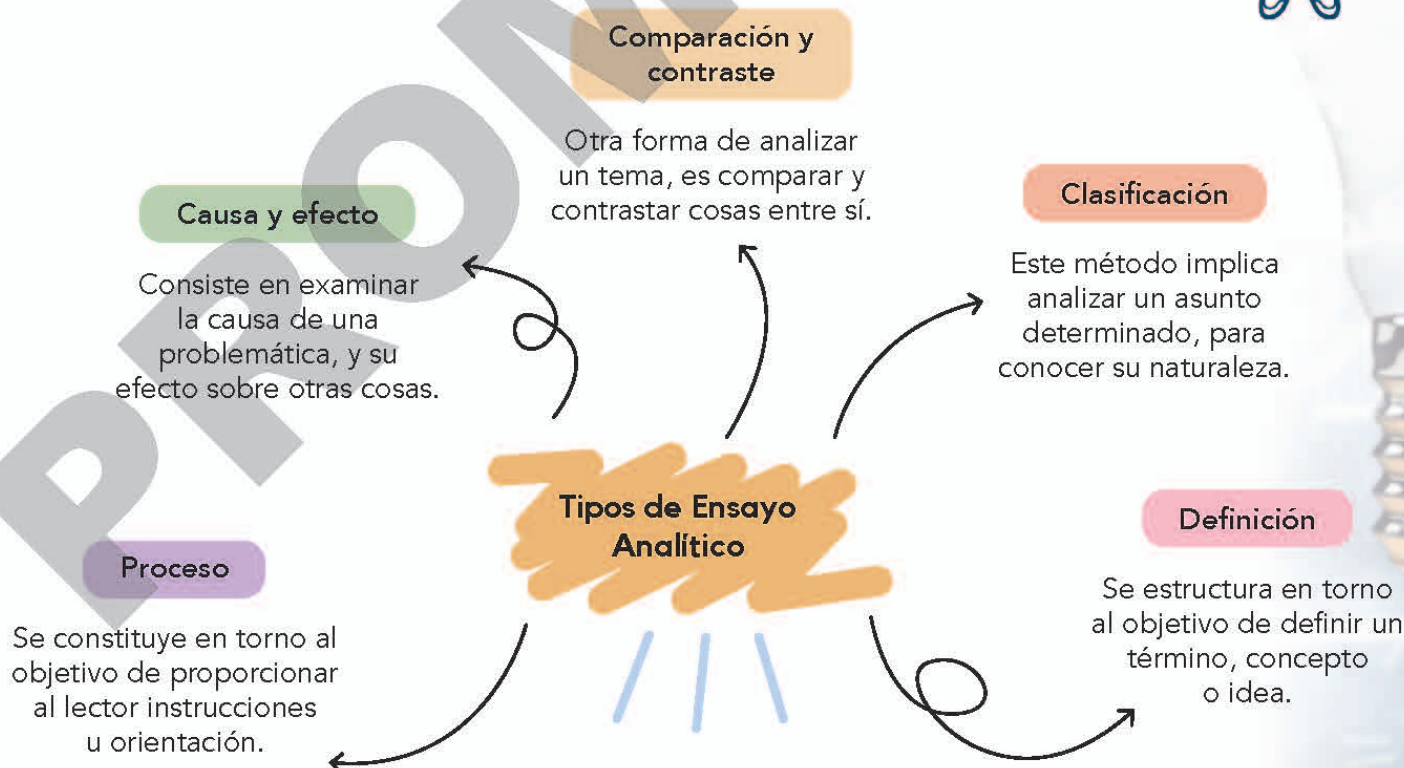 Comparación y
contraste
Otra forma de analizar
un tema, es comparar y
contrastar cosas entre sí.
Causa y efecto
Consiste en examinar
la causa de una
problemática, y su
efecto sobre otras cosas.
Clasificación
Este método implica
analizar un asunto
determinado, para
conocer su naturaleza.
Tipos de Ensayo
Analítico
Proceso
Se constituye en torno al
objetivo de proporcionar
al lector instrucciones
u orientación.
Definición
Se estructura en torno
al objetivo de definir un
término, concepto
o idea.
PROM